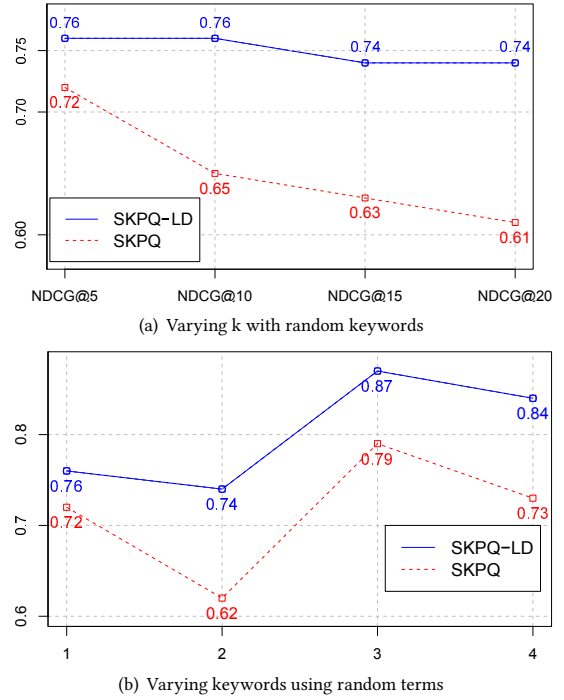 0.76
0.76
0.74
0.74
0.75
0.72
0.70
0.65
0.63
0.61
0.60
SKPQ-LD
SKPQ
NDCG@5 NDCG@10 NDCG@15 NDCG@20
(a) Varying k with random keywords
0.87
0.84
0.8
0.79
0.76
0.74
0.73
0.72
0.7
0.62
0.6
SKPQ-LD
SKPQ
1 2 3 4
(b) Varying keywords using random terms